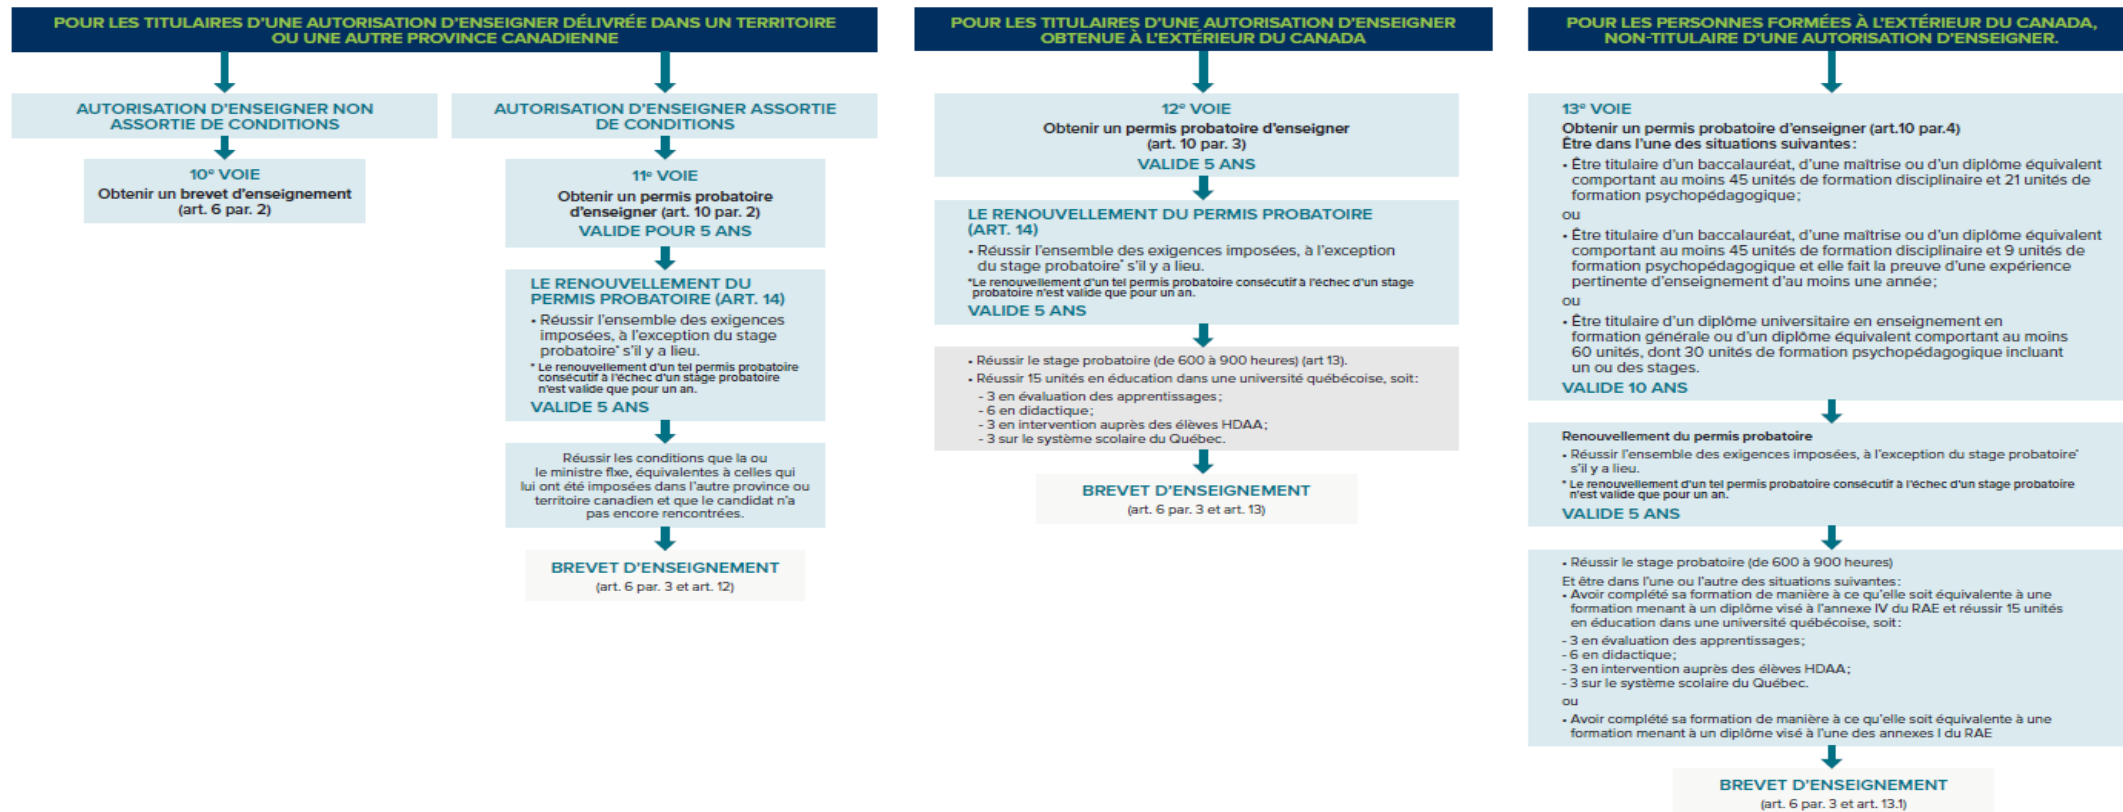 POUR LES TITULAIRES D'UNE AUTORISATION D'ENSEIGNER DÉLIVRÉE DANS UN TERRITOIRE
OU UNE AUTRE PROVINCE CANADIENNE
AUTORISATION D'ENSEIGNER NON
ASSORTIE DE CONDITIONS
10e VOIE
Obtenir un brevet d'enseignement
(art. 6 par. 2)
AUTORISATION D'ENSEIGNER ASSORTIE
DE CONDITIONS
11e VOIE
Obtenir un permis probatoire
d'enseigner (art. 10 par. 2)
VALIDE POUR 5 ANS
LE RENOUVELLEMENT DU
PERMIS PROBATOIRE (ART. 14)
• Réussir l'ensemble des exigences
imposées, à l'exception du stage
probatoire* s'il y a lieu.
* Le renouvellement d'un tel permis probatoire
consécutif à l'échec d'un stage probatoire
n'est valide que pour un an.
VALIDE 5 ANS
Réussir les conditions que la ou
le ministre fixe, équivalentes à celles qui
lui ont été imposées dans l'autre province ou
territoire canadien et que le candidat n'a
pas encore rencontrées.
BREVET D'ENSEIGNEMENT
(art. 6 par. 3 et art. 12)
POUR LES TITULAIRES D'UNE AUTORISATION D'ENSEIGNER
OBTENUE À L'EXTÉRIEUR DU CANADA
12e VOIE
Obtenir un permis probatoire d'enseigner
(art. 10 par. 3)
VALIDE 5 ANS
LE RENOUVELLEMENT DU PERMIS PROBATOIRE
(ART. 14)
• Réussir l'ensemble des exigences imposées, à l'exception
du stage probatoire* s'il y a lieu.
*Le renouvellement d'un tel permis probatoire consécutif à l'échec d'un stage
probatoire n'est valide que pour un an.
VALIDE 5 ANS
• Réussir le stage probatoire (de 600 à 900 heures) (art 13).
• Réussir 15 unités en éducation dans une université québécoise, soit:
- 3 en évaluation des apprentissages;
- 6 en didactique;
- 3 en intervention auprès des élèves HDAA;
- 3 sur le système scolaire du Québec.
BREVET D'ENSEIGNEMENT
(art. 6 par. 3 et art. 13)
POUR LES PERSONNES FORMÉES À L'EXTÉRIEUR DU CANADA,
NON-TITULAIRE D'UNE AUTORISATION D'ENSEIGNER.
13e VOIE
Obtenir un permis probatoire d'enseigner (art.10 par.4)
Être dans l'une des situations suivantes:
• Être titulaire d'un baccalauréat, d'une maîtrise ou d'un diplôme équivalent
comportant au moins 45 unités de formation disciplinaire et 21 unités de
formation psychopédagogique;
ou
• Être titulaire d'un baccalauréat, d'une maîtrise ou d'un diplôme équivalent
comportant au moins 45 unités de formation disciplinaire et 9 unités de
formation psychopédagogique et elle fait la preuve d'une expérience
pertinente d'enseignement d'au moins une année;
ou
• Être titulaire d'un diplôme universitaire en enseignement en
formation générale ou d'un diplôme équivalent comportant au moins
60 unités, dont 30 unités de formation psychopédagogique incluant
un ou des stages.
VALIDE 10 ANS
Renouvellement du permis probatoire
• Réussir l'ensemble des exigences imposées, à l'exception du stage probatoire*
s'il y a lieu.
* Le renouvellement d'un tel permis probatoire consécutif à l'échec d'un stage probatoire
n'est valide que pour un an.
VALIDE 5 ANS
• Réussir le stage probatoire (de 600 à 900 heures)
Et être dans l'une ou l'autre des situations suivantes:
• Avoir complété sa formation de manière à ce qu'elle soit équivalente à une
formation menant à un diplôme visé à l'annexe IV du RAE et réussir 15 unités
en éducation dans une université québécoise, soit:
- 3 en évaluation des apprentissages;
- 6 en didactique;
- 3 en intervention auprès des élèves HDAA;
- 3 sur le système scolaire du Québec.
ou
• Avoir complété sa formation de manière à ce qu'elle soit équivalente à une
formation menant à un diplôme visé à l'une des annexes I du RAE
BREVET D'ENSEIGNEMENT
(art. 6 par. 3 et art. 13.1)